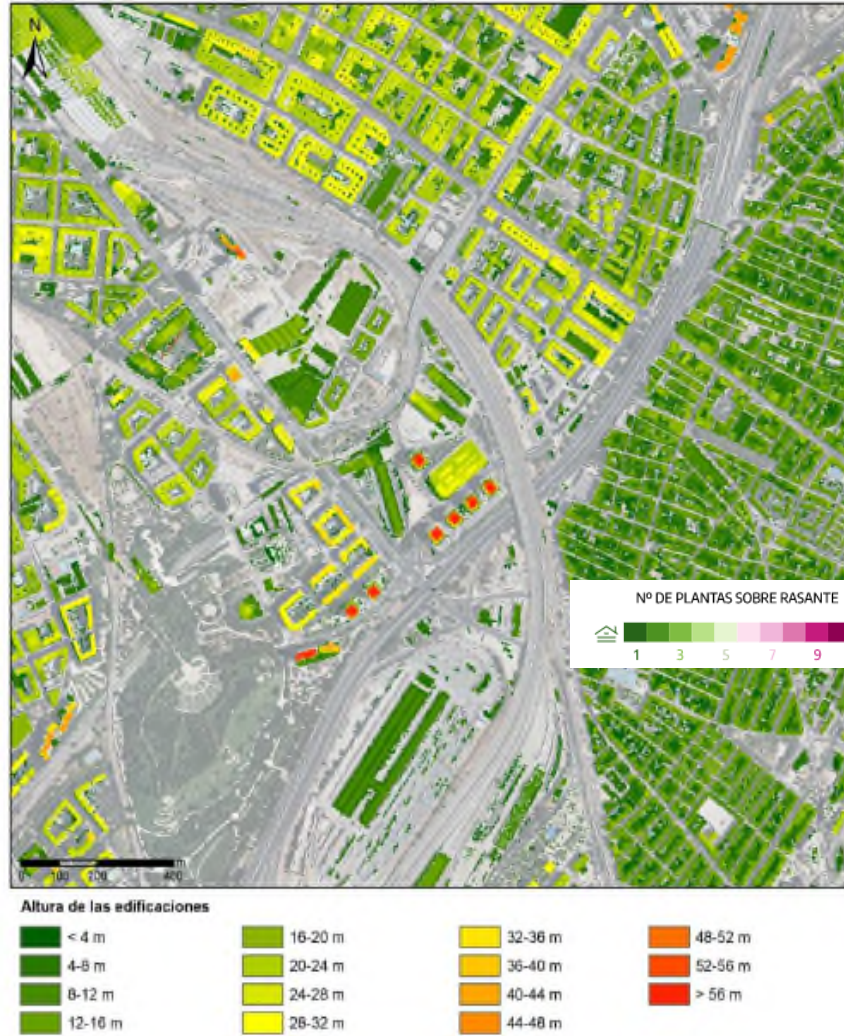 N
Nº DE PLANTAS SOBRE RASANTE
1 3 5 7 9
0 100 200 400 m
Altura de las edificaciones
< 4 m
4-8 m
8-12 m
12-16 m
16-20 m
20-24 m
24-28 m
28-32 m
32-36 m
36-40 m
40-44 m
44-48 m
48-52 m
52-56 m
> 56 m